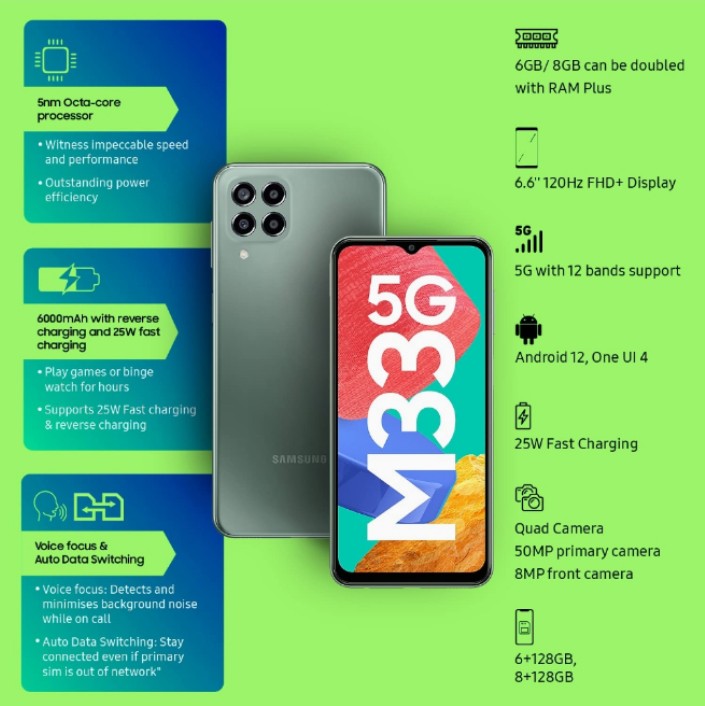 5nm Octa-core
processor
• Witness impeccable speed
and performance
• Outstanding power
efficiency
6000mAh with reverse
charging and 25W fast
charging
• Play games or binge
watch for hours
• Supports 25W Fast charging
& reverse charging
Voice focus &
Auto Data Switching
• Voice focus: Detects and
minimises background noise
while on call
• Auto Data Switching: Stay
connected even if primary
sim is out of network"
SAMSUNG
M33 5G
6GB/ 8GB can be doubled
with RAM Plus
6.6" 120Hz FHD+ Display
5G
5G with 12 bands support
Android 12, One UI 4
25W Fast Charging
Quad Camera
50MP primary camera
8MP front camera
6+128GB,
8+128GB